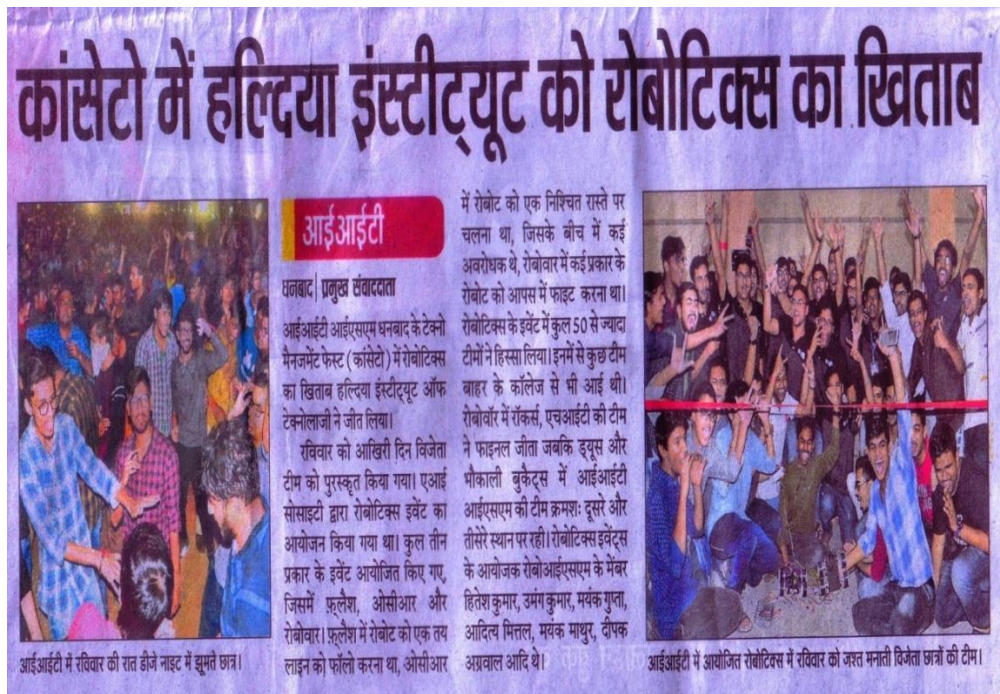 कांसेटो में हल्दिया इंस्टीट्यूट को रोबोटिक्स का खिताब
आईआईटी
धनबाद | प्रमुख संवाददाता
आईआईटी आईएसएम धनबाद के टेक्नो
मैनजमेंट फेस्ट (कांसेटो) में रोबोटिक्स
का खिताब हल्दिया इंस्टीट्यूट ऑफ
टेक्नोलाजी ने जीत लिया।
रविवार को आखिरी दिन विजेता
टीम को पुरस्कृत किया गया। एआई
सोसाइटी द्वारा रोबोटिक्स इवेंट का
आयोजन किया गया था। कुल तीन
प्रकार के इवेंट आयोजित किए गए,
जिसमें फ़्लैश, ओसीआर और
रोबोवार। फ़्लैश में रोबोट को एक तय
लाइन को फॉलो करना था, ओसीआर
में रोबोट को एक निश्चित रास्ते पर
चलना था, जिसके बीच में कई
अवरोधक थे, रोबोवार में कई प्रकार के
रोबोट को आपस में फाइट करना था।
रोबोटिक्स के इवेंट में कुल 50 से ज्यादा
टीमों ने हिस्सा लिया। इनमें से कुछ टीम
बाहर के कॉलेज से भी आई थी।
रोबोवॉर में रॉकर्स, एचआईटी की टीम
ने फाइनल जीता जबकि ड्यूस और
भौकाली बुकैट्स में आईआईटी
आईएसएम की टीम क्रमशः दूसरे और
तीसेरे स्थान पर रही। रोबोटिक्स इवेंट्स
के आयोजक रोबोआईएसएम के मेंबर
हितेश कुमार, उमंग कुमार, मयंक गुप्ता,
आदित्य मित्तल, मयंक माथुर, दीपक
अग्रवाल आदि थे।
आईआईटी में रविवार की रात डीजे नाइट में झूमते छात्र।
आईआईटी में आयोजित रोबोटिक्स में रविवार को जश्त मनाती विजेता छात्रों की टीम।